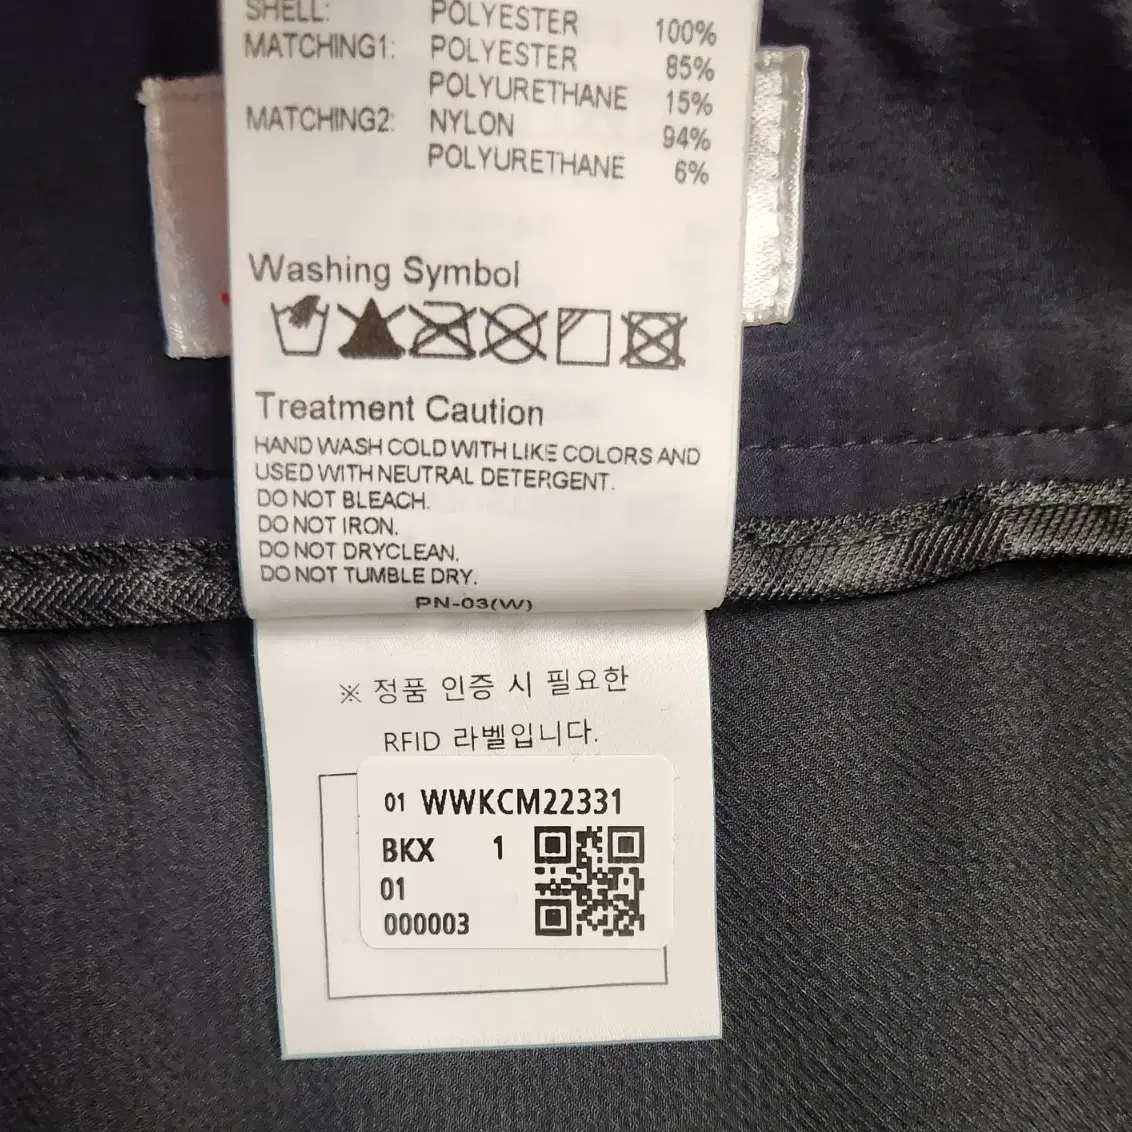 SHELL: POLYESTER 100%
MATCHING1: POLYESTER 85%
POLYURETHANE 15%
MATCHING2: NYLON 94%
POLYURETHANE 6%
Washing Symbol
Treatment Caution
HAND WASH COLD WITH LIKE COLORS AND
USED WITH NEUTRAL DETERGENT.
DO NOT BLEACH.
DO NOT IRON.
DO NOT DRYCLEAN.
DO NOT TUMBLE DRY.
PN-03(W)
※ 정품 인증 시 필요한
RFID 라벨입니다.
01 WWKCM22331
BKX 1
01
000003